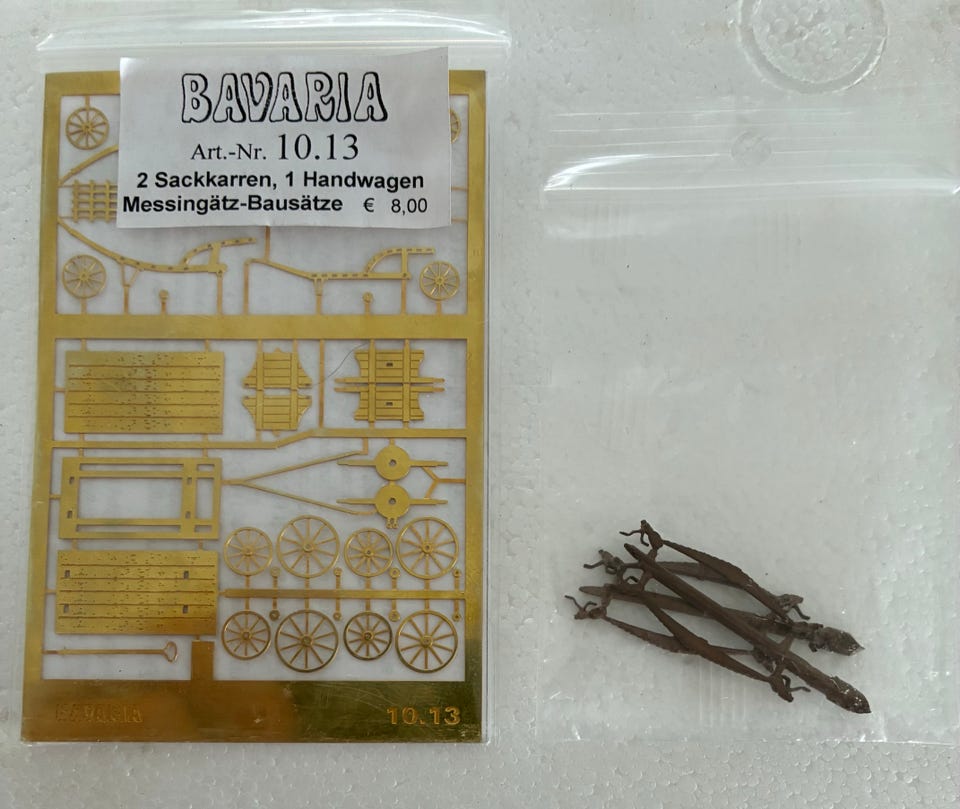 BAVARIA
Art.-Nr. 10.13
2 Sackkarren, 1 Handwagen
Messingätz-Bausätze € 8,00
BAVARIA 10.13